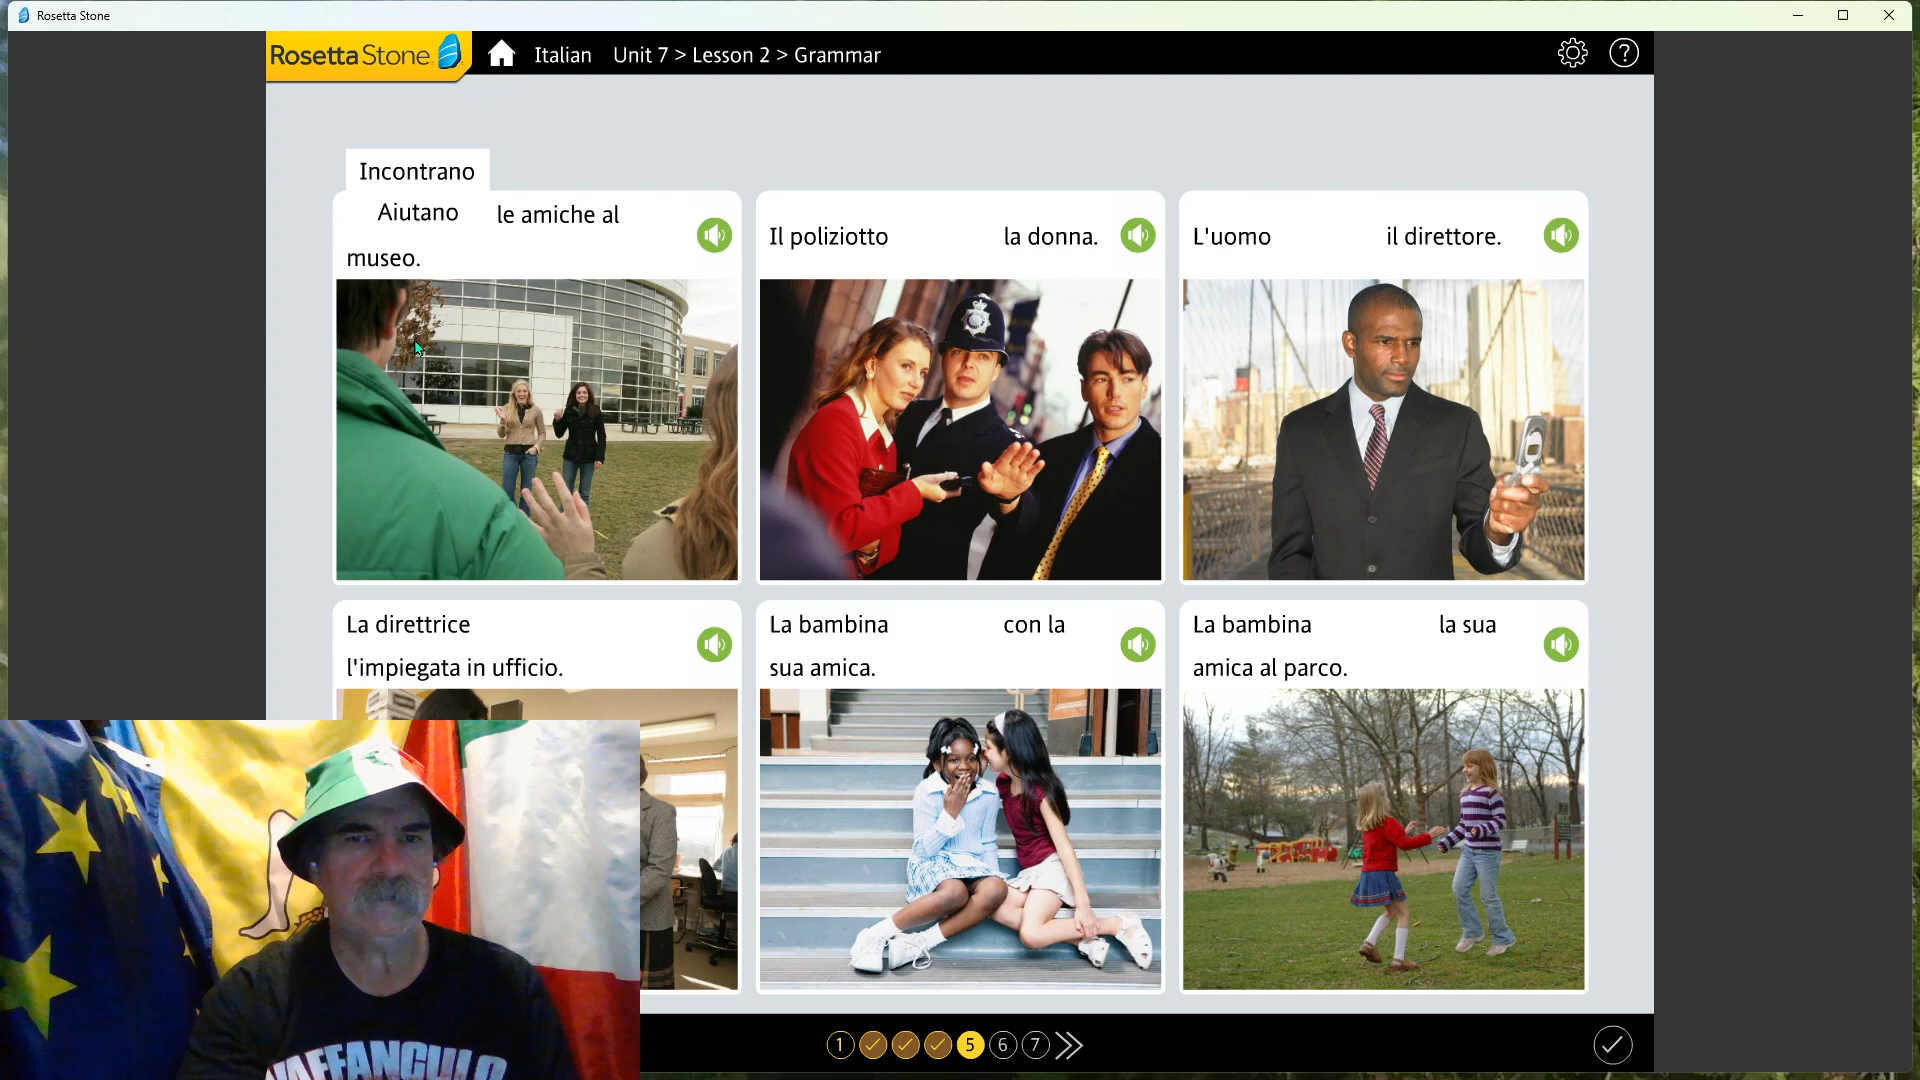 Rosetta Stone
RosettaStone
Italian Unit 7 > Lesson 2 > Grammar
?
Incontrano
Aiutano le amiche al
museo.
Il poliziotto la donna.
L'uomo il direttore.
La direttrice
l'impiegata in ufficio.
La bambina con la
sua amica.
La bambina la sua
amica al parco.
VAFFANCULO
1 5 6 7